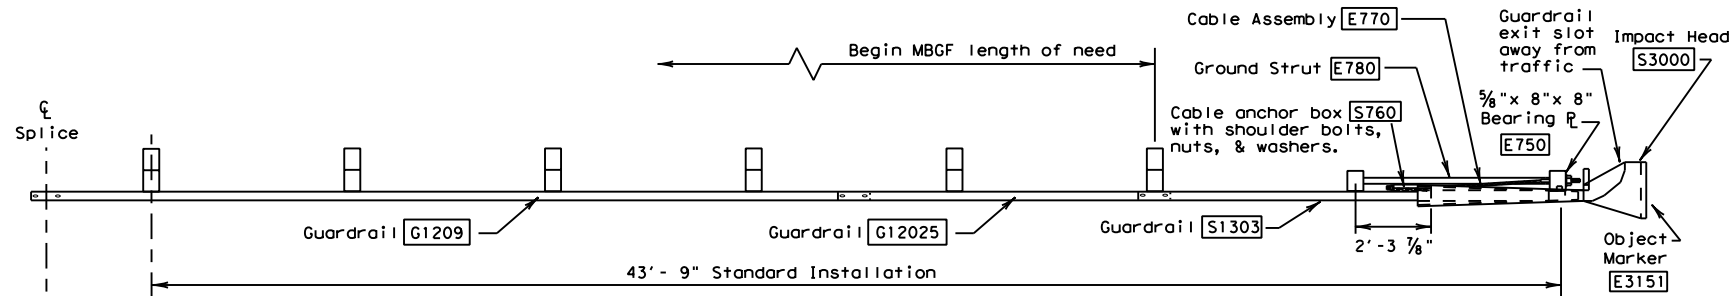 Cable Assembly E770
Guardrail
exit slot
away from
traffic
Impact Head
S3000
Begin MBGF length of need
Ground Strut E780
⅝"x 8"x 8"
Bearing PL
E750
Cable anchor box S760
with shoulder bolts,
nuts, & washers.
CL
Splice
Guardrail G1209
Guardrail G12025
Guardrail S1303
2'-3 ⅞"
Object
Marker
E3151
43'- 9" Standard Installation